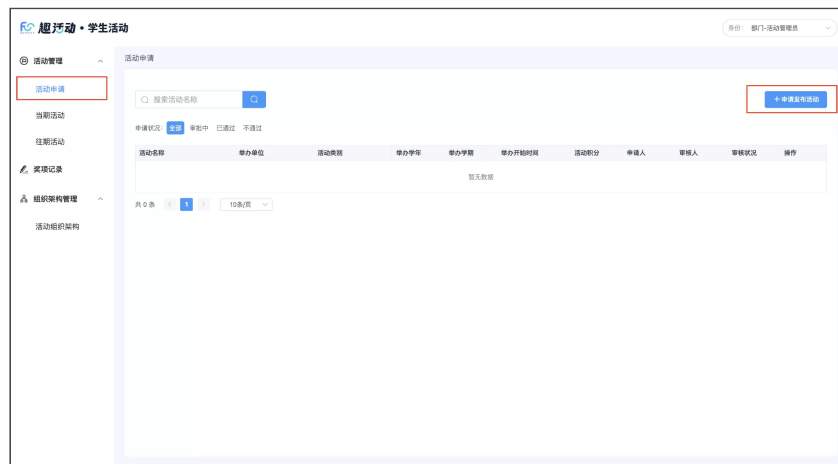 趣活动·学生活动
身份: 部门-活动管理员
活动管理
活动申请
当期活动
往期活动
奖项记录
组织架构管理
活动组织架构
活动申请
搜索活动名称
+申请发布活动
申请状况: 全部 审批中 已通过 不通过
活动名称 举办单位 活动类别 举办学年 举办学期 举办开始时间 活动积分 申请人 审核人 审核状况 操作
暂无数据
共 0 条 < 1 > 10条/页